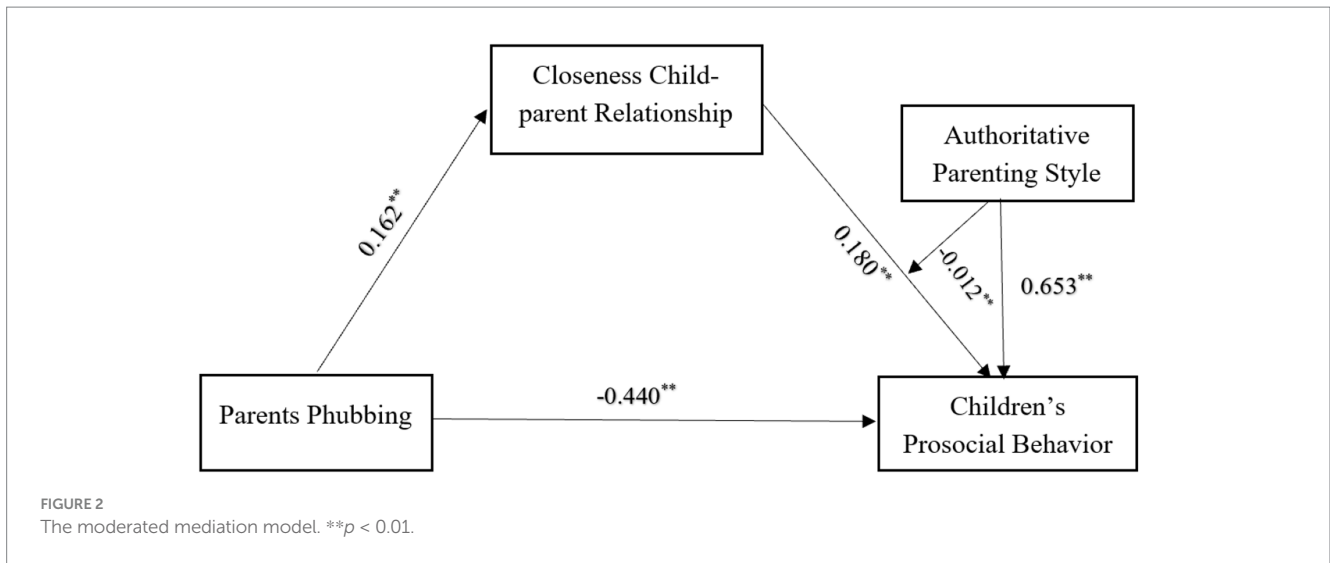 Closeness Child-
parent Relationship
Authoritative
Parenting Style
0.162**
0.180**
-0.012**
0.653**
Parents Phubbing
-0.440**
Children's
Prosocial Behavior
FIGURE 2
The moderated mediation model. **p < 0.01.